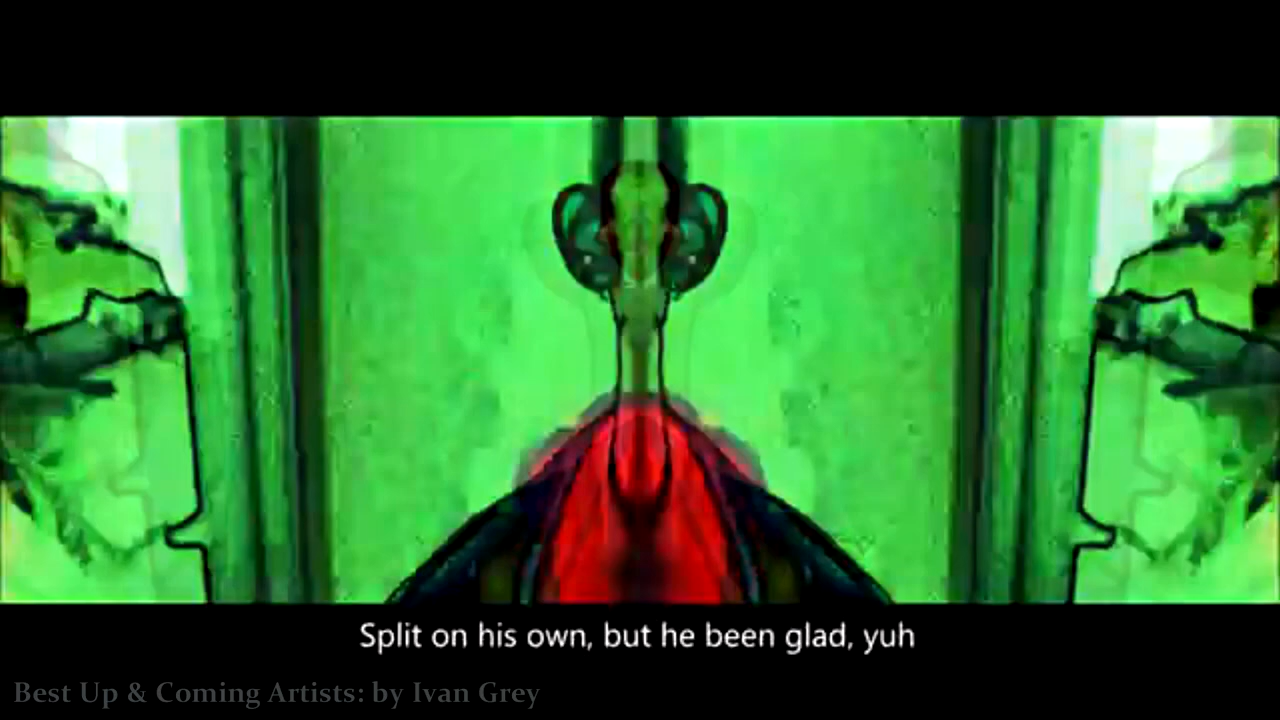 Split on his own, but he been glad, yuh
Best Up & Coming Artists: by Ivan Grey